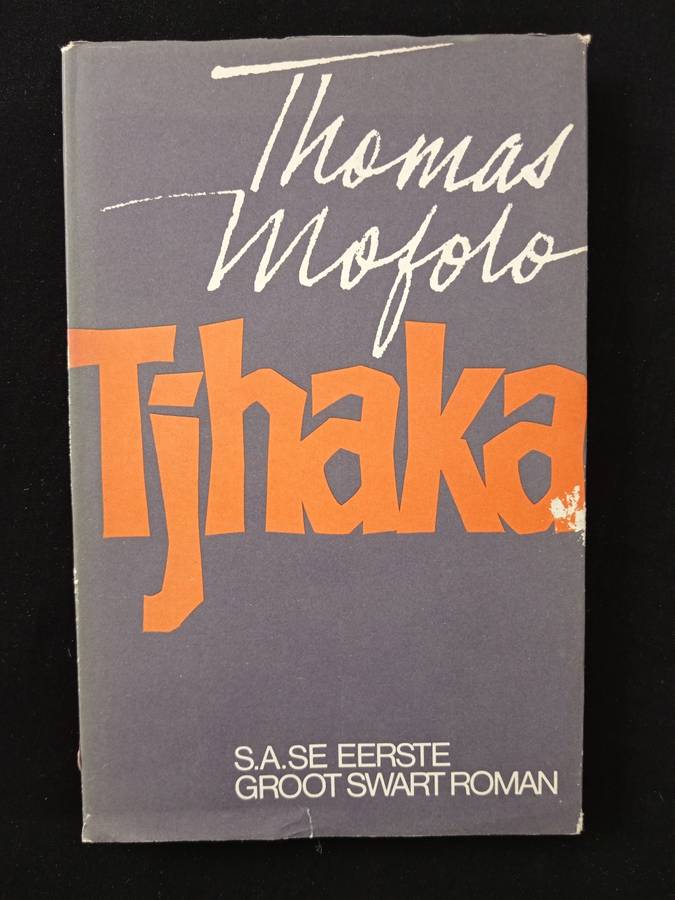 Thomas
Mofolo
Tjhaka
S.A.SE EERSTE
GROOT SWART ROMAN